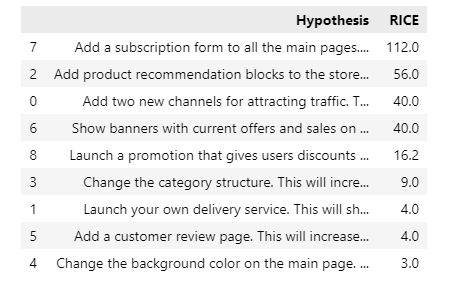 Hypothesis RICE
7 Add a subscription form to all the main pages.... 112.0
2 Add product recommendation blocks to the store... 56.0
0 Add two new channels for attracting traffic. T... 40.0
6 Show banners with current offers and sales on ... 40.0
8 Launch a promotion that gives users discounts ... 16.2
3 Change the category structure. This will incre... 9.0
1 Launch your own delivery service. This will sh... 4.0
5 Add a customer review page. This will increase... 4.0
4 Change the background color on the main page. ... 3.0